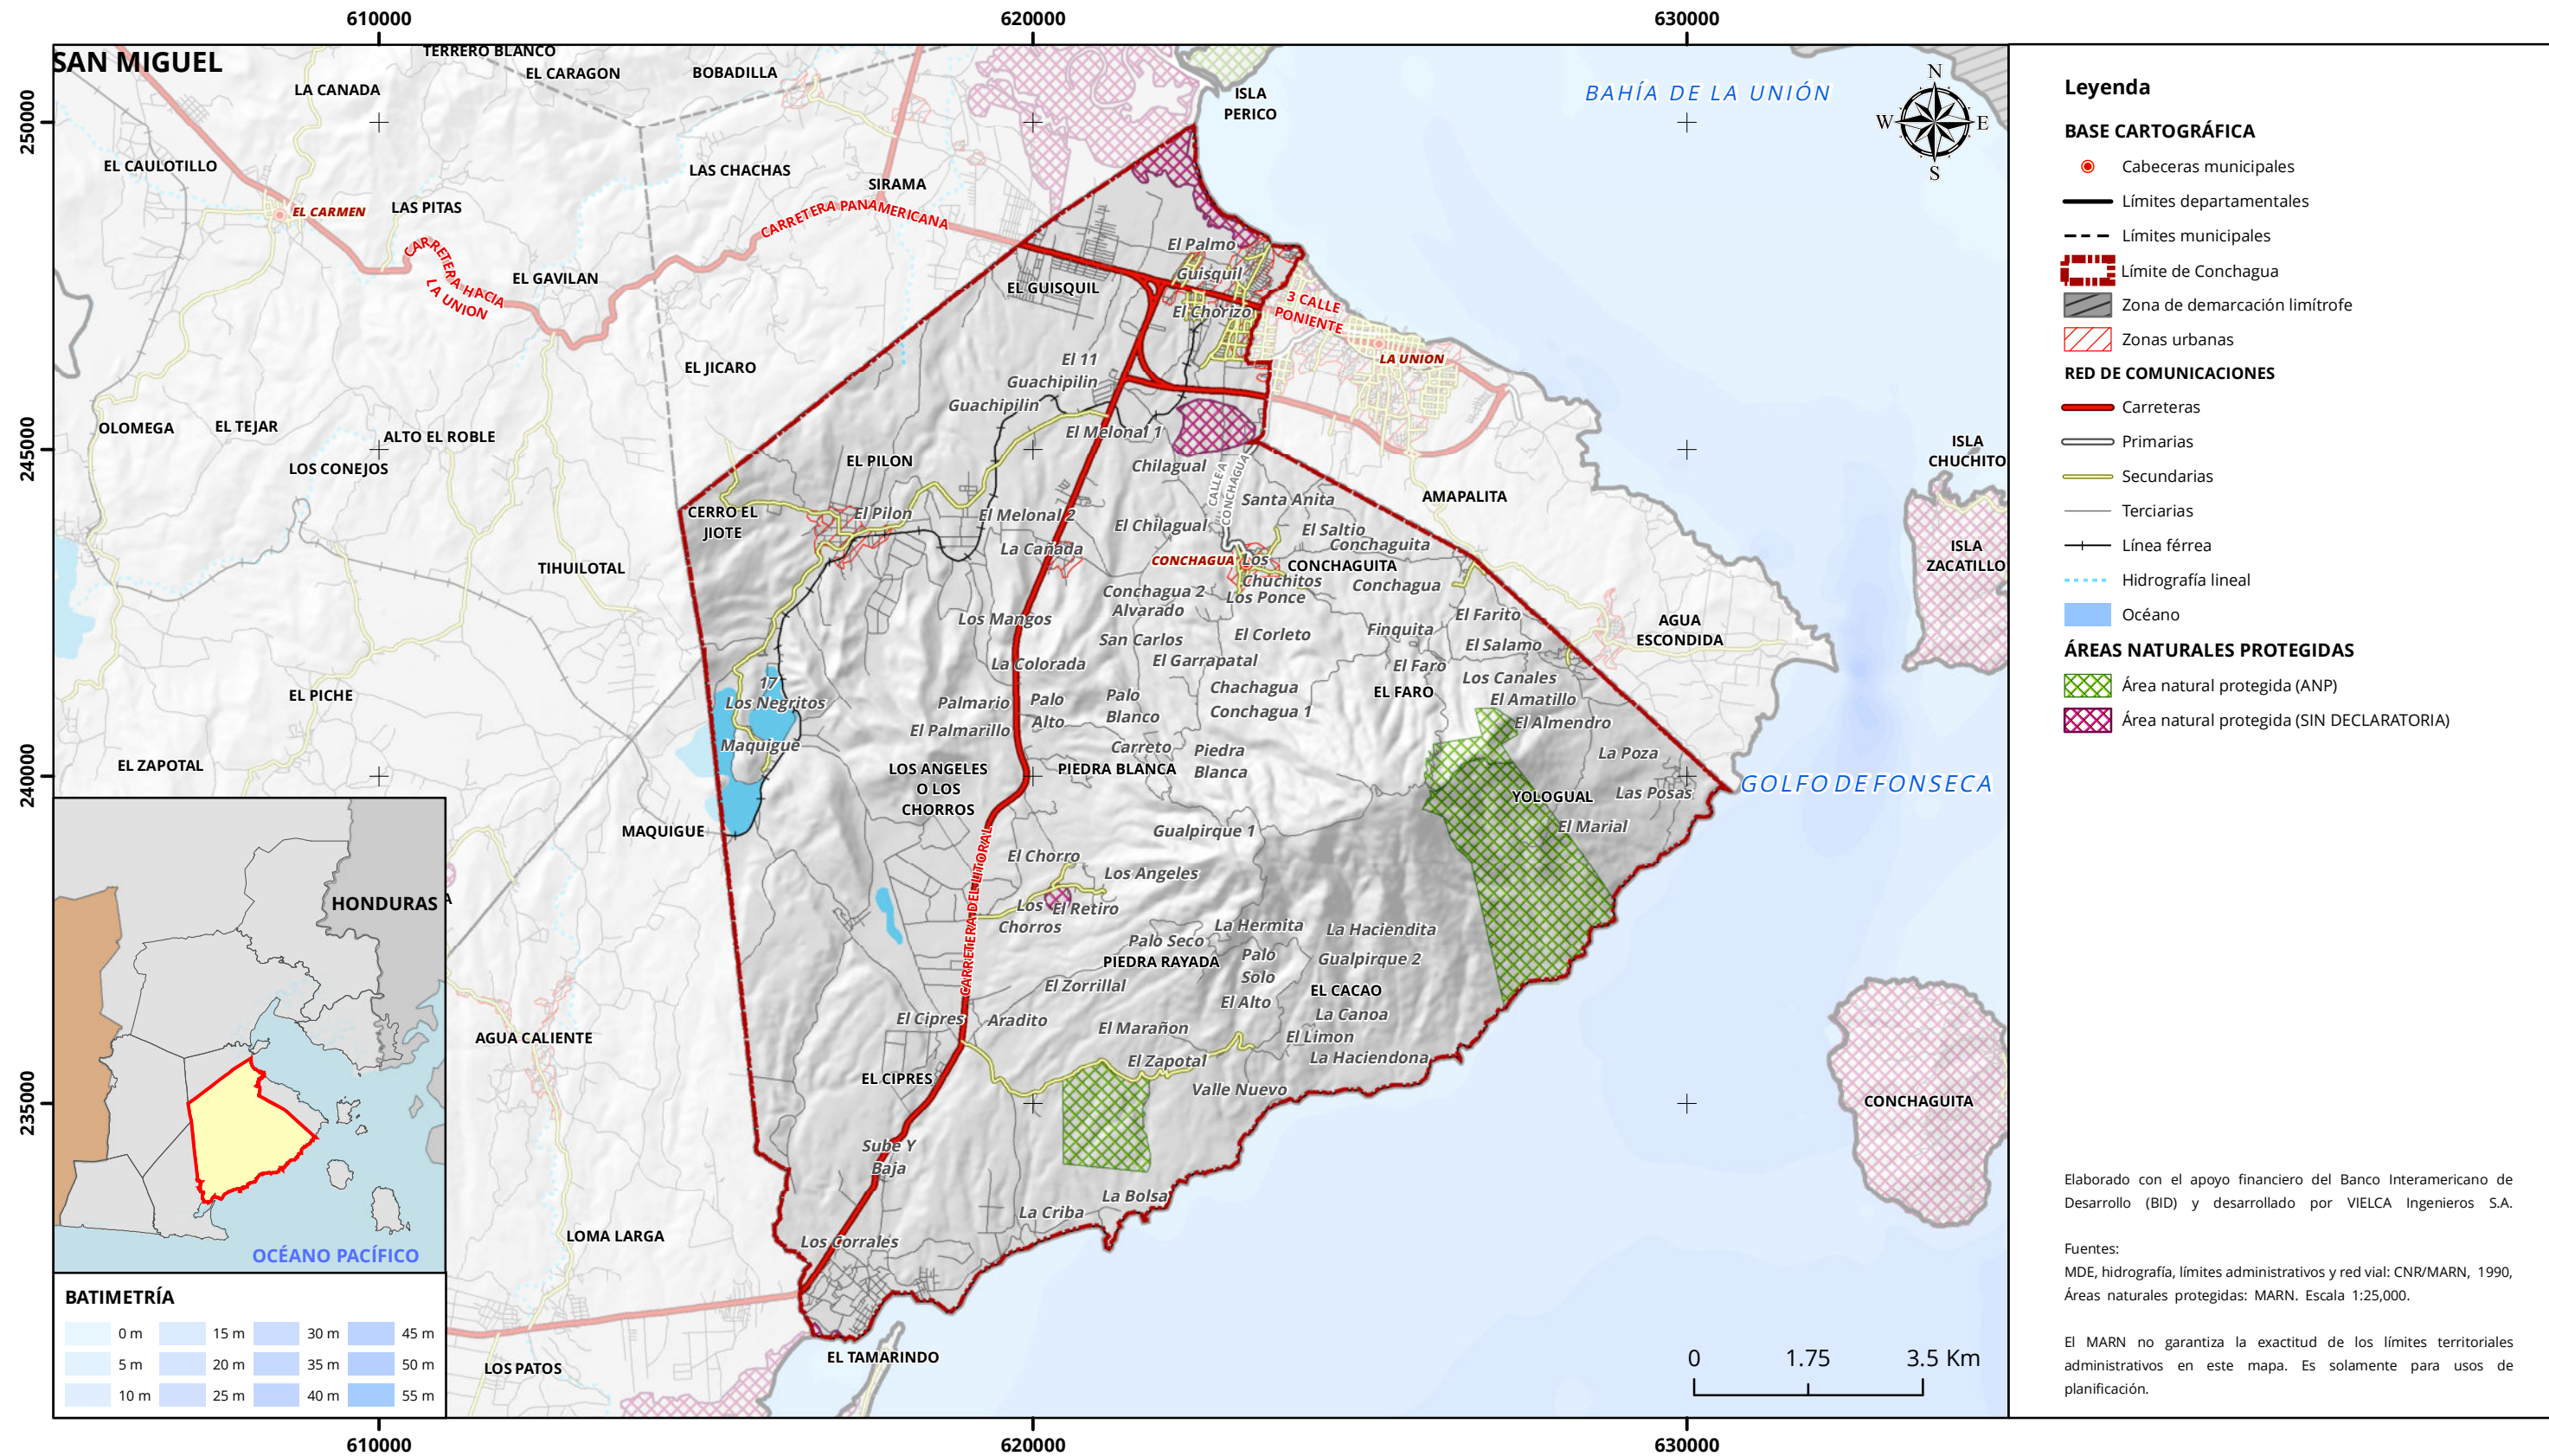 610000
620000
630000
SAN MIGUEL
TERRERO BLANCO
EL CARAGON
BOBADILLA
LA CANADA
ISLA
PERICO
BAHÍA DE LA UNIÓN
N
W
E
S
250000
EL CAULOTILLO
LAS CHACHAS
SIRAMA
EL CARMEN
LAS PITAS
CARRETERA PANAMERICANA
CARRETERA HACIA
LA UNION
EL GAVILAN
El Palmo
Guisquil
EL GUISQUIL
El Chorizo
3 CALLE
PONIENTE
LA UNION
EL JICARO
El 11
Guachipilin
Guachipilin
245000
OLOMEGA
EL TEJAR
ALTO EL ROBLE
LOS CONEJOS
El Melonal 1
EL PILON
Chilagual
CALLE A
CONCHAGUA
ISLA
CHUCHITO
Santa Anita
AMAPALITA
CERRO EL
JIOTE
El Pilon
El Melonal 2
El Chilagual
El Saltio
La Cañada
Conchaguita
CONCHAGUA
Los
Chuchitos
CONCHAGUITA
ISLA
ZACATILLO
TIHUILOTAL
Conchagua 2
Conchagua
Alvarado
Los Ponce
Los Mangos
El Farito
AGUA
ESCONDIDA
San Carlos
El Corleto
Finquita
El Salamo
La Colorada
El Garrapatal
El Faro
17
Los Negritos
Chachagua
Conchagua 1
EL FARO
Los Canales
EL PICHE
Palmario
Palo
Alto
Palo
Blanco
El Amatillo
El Palmarillo
El Almendro
Maquigue
Carreto
Piedra
Blanca
La Poza
240000
EL ZAPOTAL
LOS ANGELES
O LOS
CHORROS
PIEDRA BLANCA
YOLOGUAL
Las Posas
GOLFO DE FONSECA
MAQUIGUE
Gualpirque 1
El Marial
CARRETERA DEL LITORAL
El Chorro
Los Angeles
Los
Chorros
El Retiro
La Hermita
La Haciendita
Palo Seco
PIEDRA RAYADA
Palo
Solo
Gualpirque 2
El Zorrillal
El Alto
EL CACAO
El Cipres
Aradito
La Canoa
AGUA CALIENTE
El Marañon
El Limon
El Zapotal
La Haciendona
235000
EL CIPRES
Valle Nuevo
CONCHAGUITA
Sube Y
Baja
La Bolsa
La Criba
LOMA LARGA
Los Corrales
EL TAMARINDO
LOS PATOS
0
1.75
3.5 Km
HONDURAS
A
OCÉANO PACÍFICO
BATIMETRÍA
0 m
15 m
30 m
45 m
5 m
20 m
35 m
50 m
10 m
25 m
40 m
55 m
610000
620000
630000
Leyenda
BASE CARTOGRÁFICA
Cabeceras municipales
Límites departamentales
Límites municipales
Límite de Conchagua
Zona de demarcación limítrofe
Zonas urbanas
RED DE COMUNICACIONES
Carreteras
Primarias
Secundarias
Terciarias
Línea férrea
Hidrografía lineal
Océano
ÁREAS NATURALES PROTEGIDAS
Área natural protegida (ANP)
Área natural protegida (SIN DECLARATORIA)
Elaborado con el apoyo financiero del Banco Interamericano de
Desarrollo (BID) y desarrollado por VIELCA Ingenieros S.A.
Fuentes:
MDE, hidrografía, límites administrativos y red vial: CNR/MARN, 1990,
Áreas naturales protegidas: MARN. Escala 1:25,000.
El MARN no garantiza la exactitud de los límites territoriales
administrativos en este mapa. Es solamente para usos de
planificación.